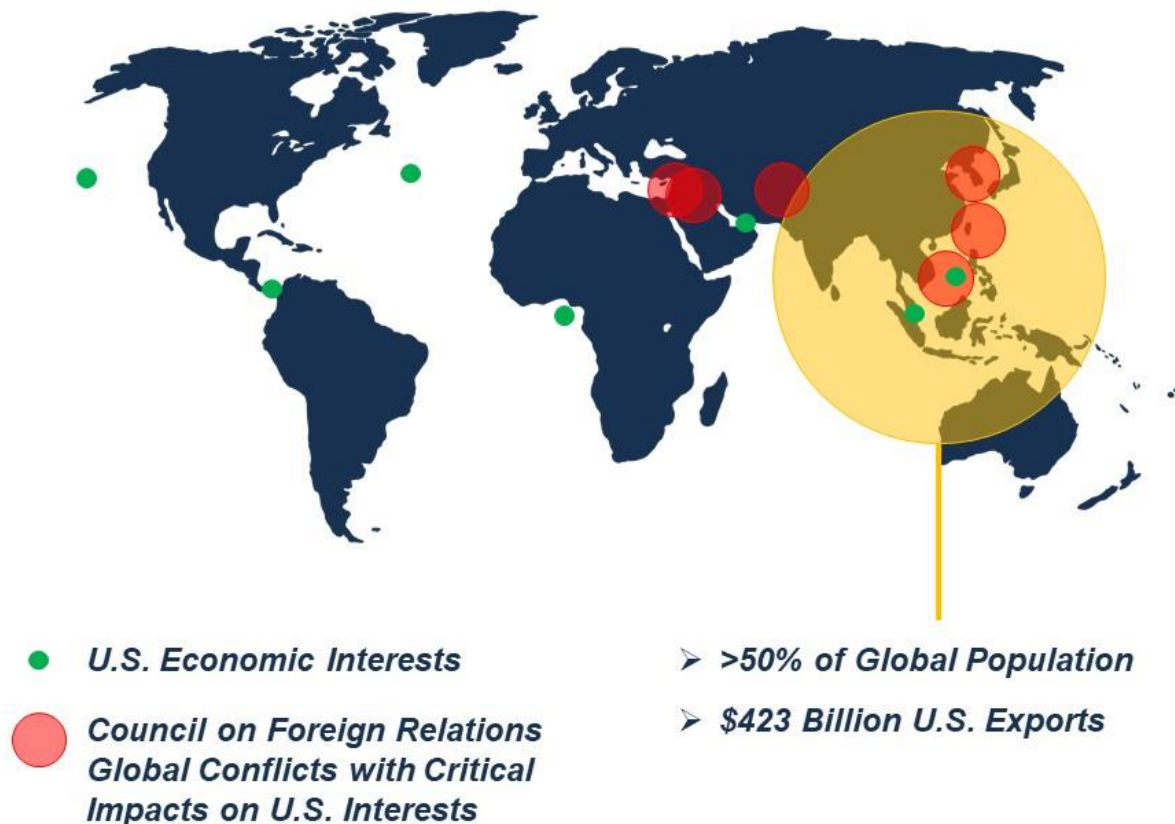 U.S. Economic Interests
Council on Foreign Relations
Global Conflicts with Critical
Impacts on U.S. Interests
➢ >50% of Global Population
➢ $423 Billion U.S. Exports